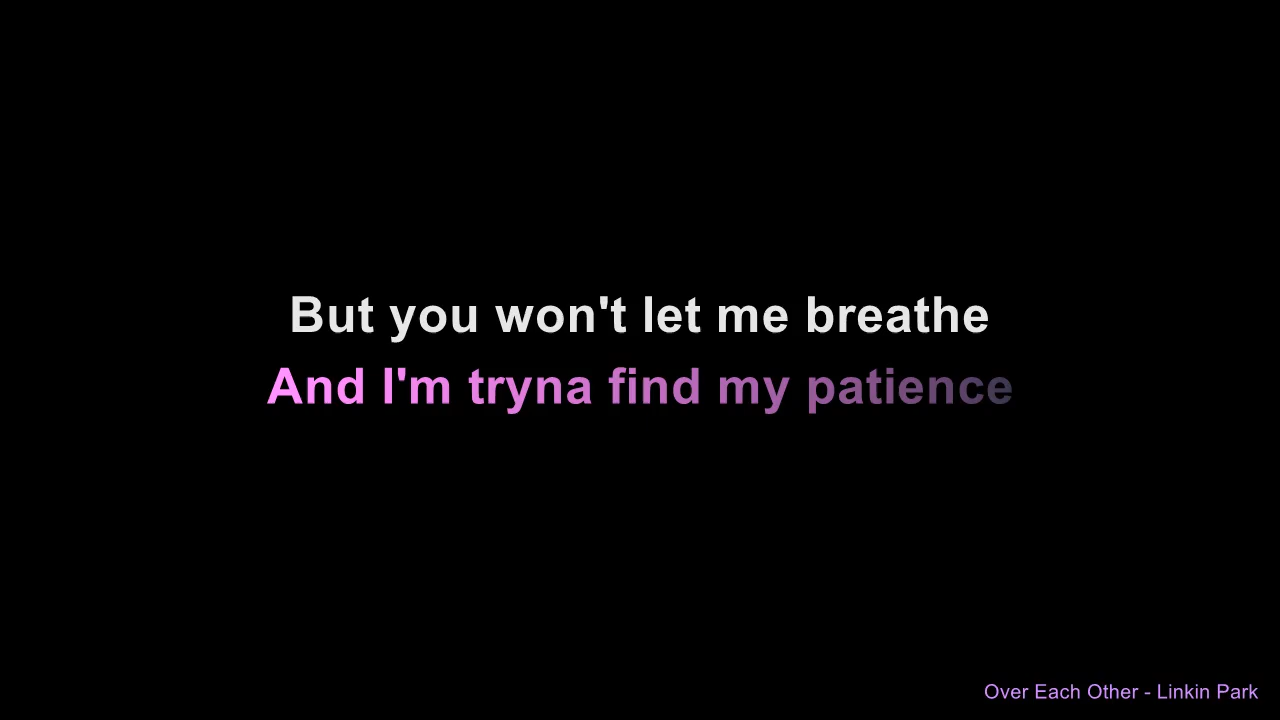 But you won't let me breathe
And I'm tryna find my patience
Over Each Other - Linkin Park